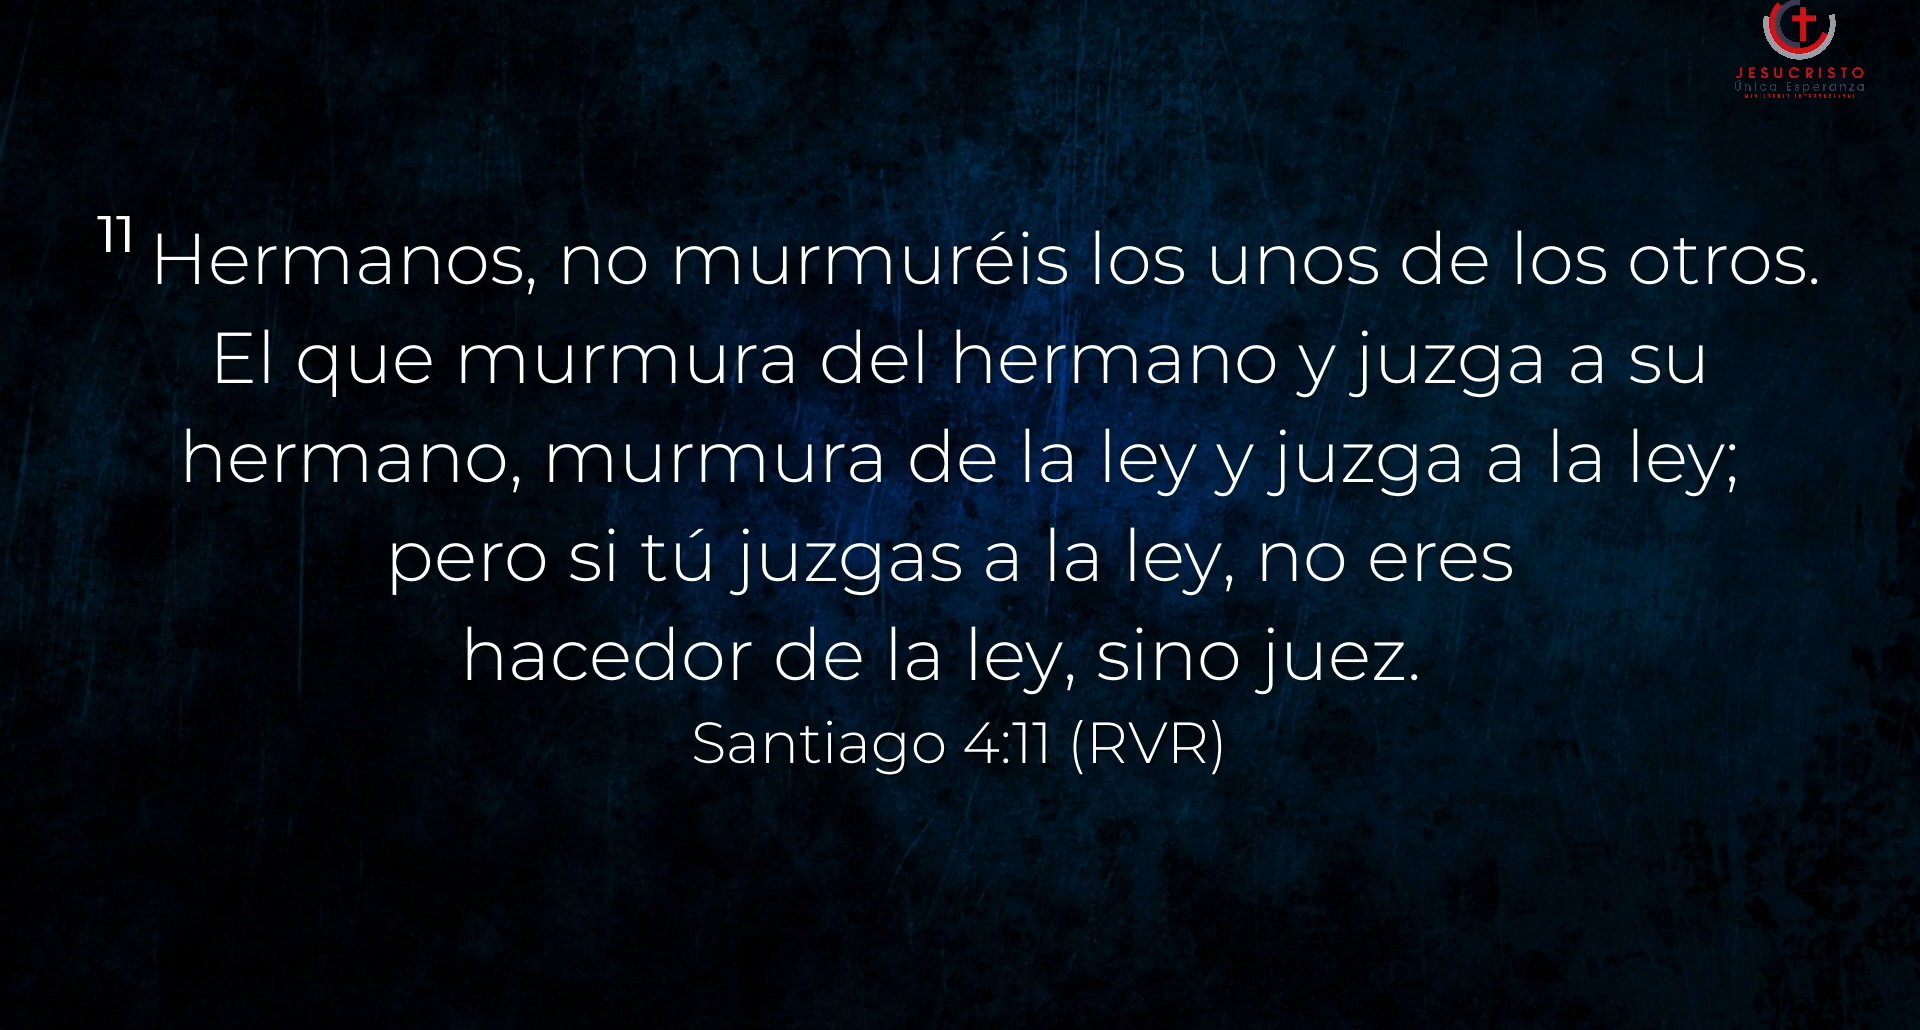 JESUCRISTO
Única Esperanza
MINISTERIO INTERNACIONAL
11 Hermanos, no murmuréis los unos de los otros.
El que murmura del hermano y juzga a su
hermano, murmura de la ley y juzga a la ley;
pero si tú juzgas a la ley, no eres
hacedor de la ley, sino juez.
Santiago 4:11 (RVR)